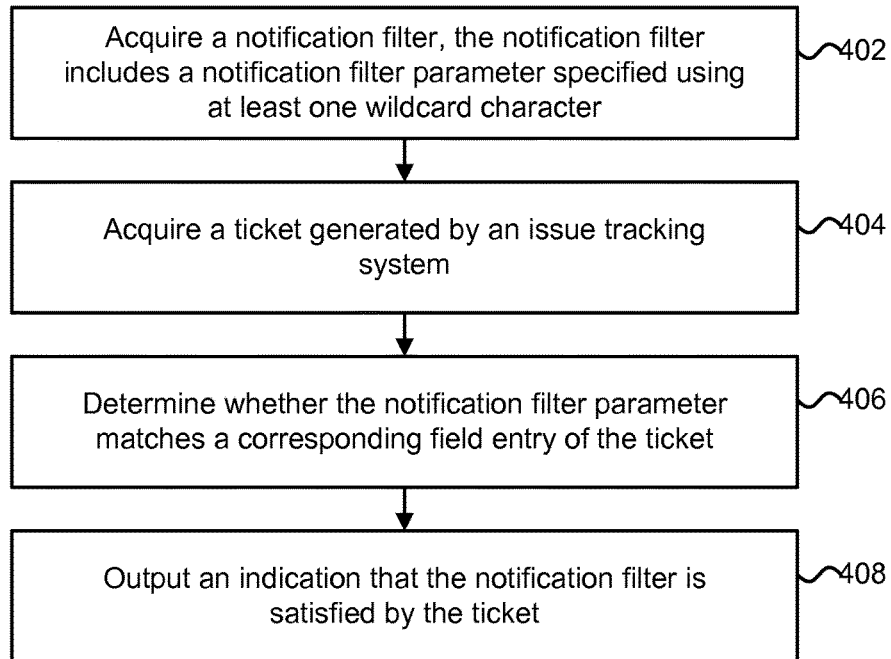 Acquire a notification filter, the notification filter
includes a notification filter parameter specified using
at least one wildcard character
402
Acquire a ticket generated by an issue tracking
system
404
Determine whether the notification filter parameter
matches a corresponding field entry of the ticket
406
Output an indication that the notification filter is
satisfied by the ticket
408